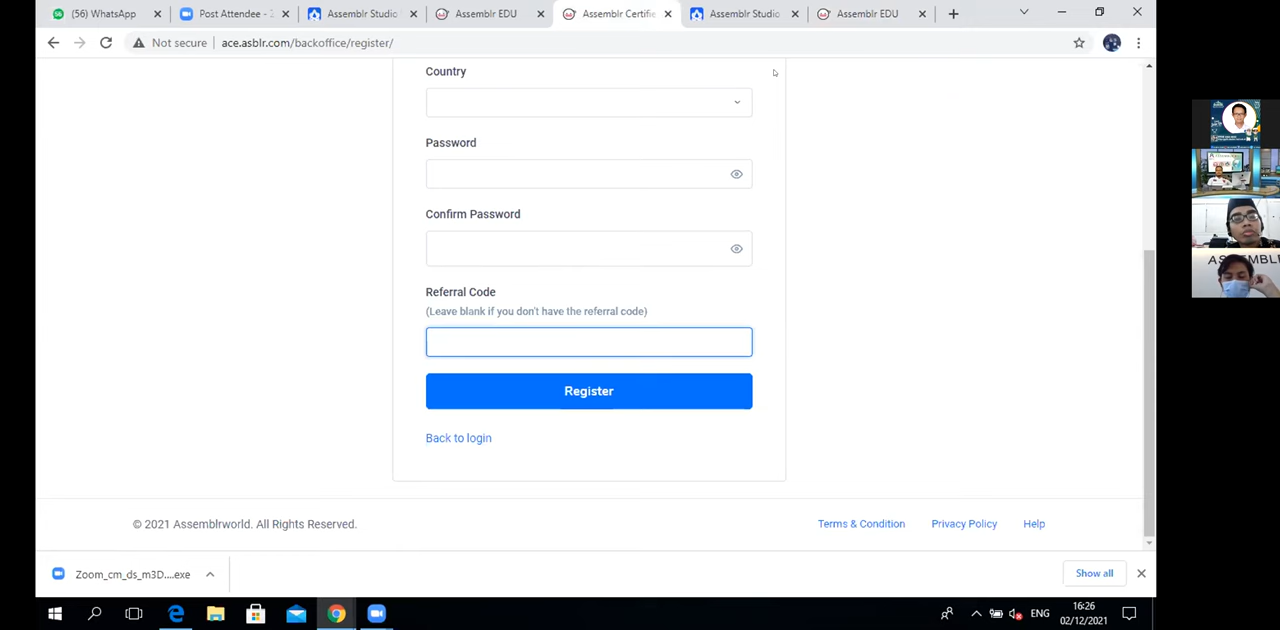 (56) WhatsApp
Post Attendee - Z
Assemblr Studio
Assemblr EDU
Assemblr Certifie
Assemblr Studio
Assemblr EDU
Not secure
ace.asblr.com/backoffice/register/
Country
Password
Confirm Password
Referral Code
(Leave blank if you don't have the referral code)
Register
Back to login
© 2021 Assemblrworld. All Rights Reserved.
Terms & Condition
Privacy Policy
Help
Zoom_cm_ds_m3D....exe
Show all
ENG
16:26
02/12/2021